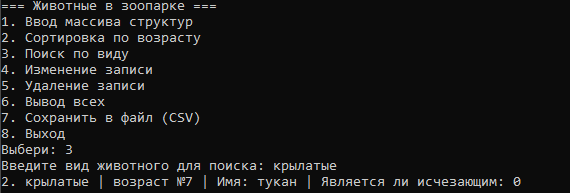 === Животные в зоопарке ===
1. Ввод массива структур
2. Сортировка по возрасту
3. Поиск по виду
4. Изменение записи
5. Удаление записи
6. Вывод всех
7. Сохранить в файл (CSV)
8. Выход
Выбери: 3
Введите вид животного для поиска: крылатые
2. крылатые | возраст №7 | Имя: тукан | Является ли исчезающим: 0